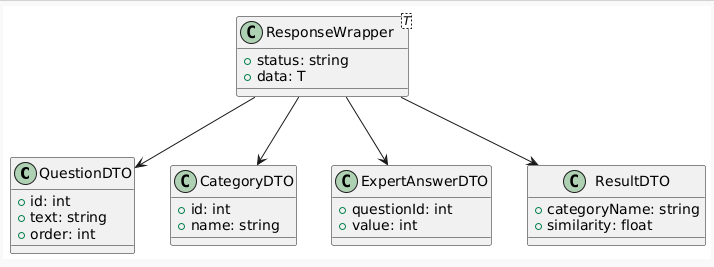 C ResponseWrapper T
+ status: string
+ data: T
C QuestionDTO
id: int
text: string
order: int
C CategoryDTO
id: int
name: string
C ExpertAnswerDTO
questionId: int
value: int
C ResultDTO
categoryName: string
similarity: float